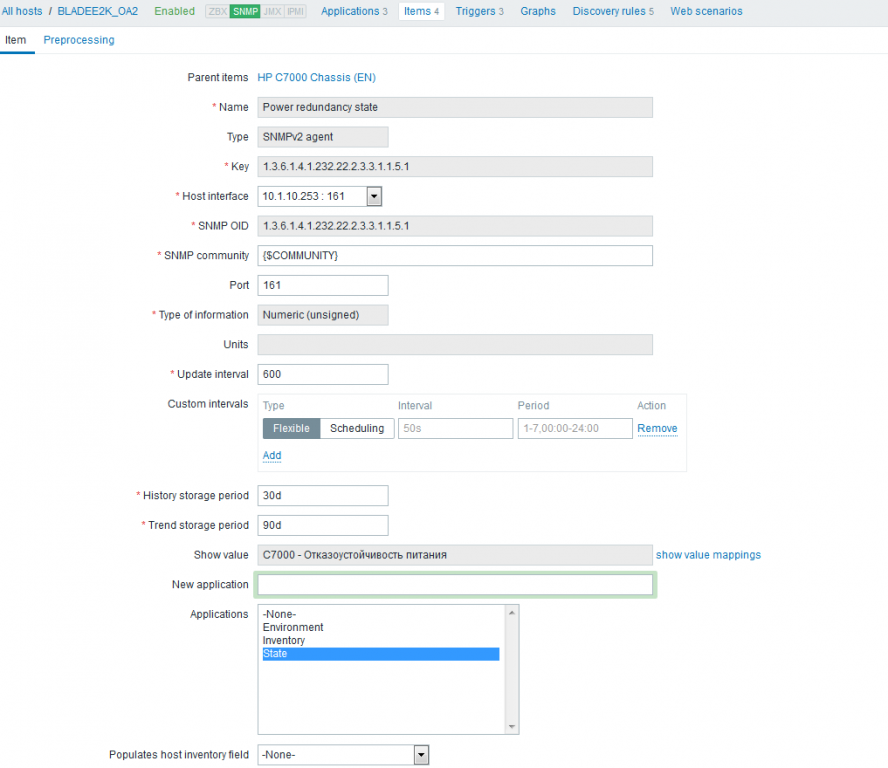 All hosts / BLADEE2K_OA2 Enabled ZBX SNMP JMX IPMI Applications 3 Items 4 Triggers 3 Graphs Discovery rules 5 Web scenarios
Item Preprocessing
Parent items HP C7000 Chassis (EN)
* Name Power redundancy state
Type SNMPv2 agent
* Key 1.3.6.1.4.1.232.22.2.3.3.1.1.5.1
* Host interface 10.1.10.253 : 161
* SNMP OID 1.3.6.1.4.1.232.22.2.3.3.1.1.5.1
* SNMP community {$COMMUNITY}
Port 161
* Type of information Numeric (unsigned)
Units
* Update interval 600
Custom intervals Type Interval Period Action
Flexible Scheduling 50s 1-7,00:00-24:00 Remove
Add
* History storage period 30d
* Trend storage period 90d
Show value C7000 - Отказоустойчивость питания show value mappings
New application
Applications -None-
Environment
Inventory
State
Populates host inventory field -None-